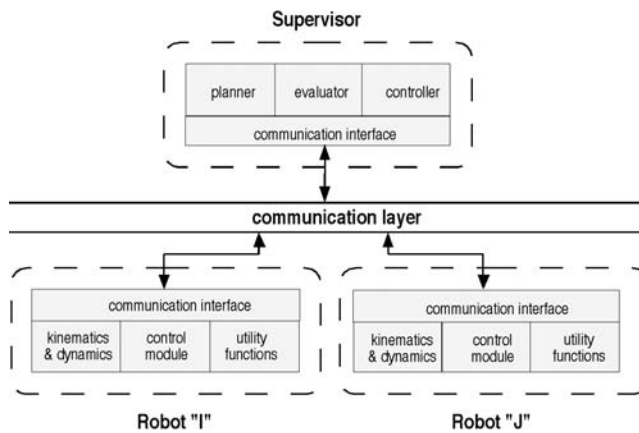 Supervisor
planner evaluator controller
communication interface
communication layer
communication interface communication interface
kinematics control utility kinematics control utility
& dynamics module functions & dynamics module functions
Robot "I" Robot "J"